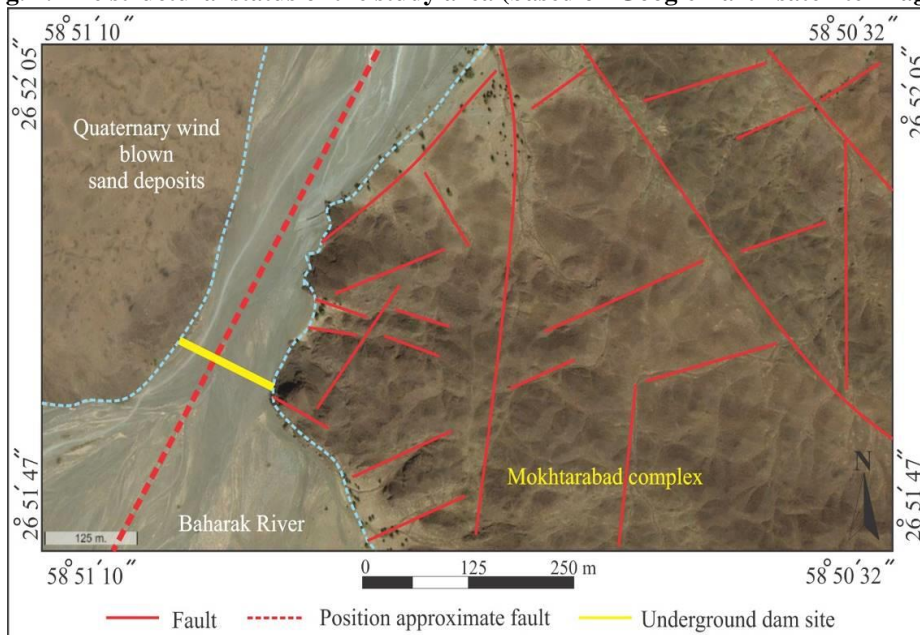 58°51′10″
58°50′32″
26°52′05″
26°52′05″
Quaternary wind
blown
sand deposits
Mokhtarabad complex
N
26°51′47″
26°51′47″
Baharak River
125 m.
58°51′10″
58°50′32″
0
125
250 m
Fault
Position approximate fault
Underground dam site